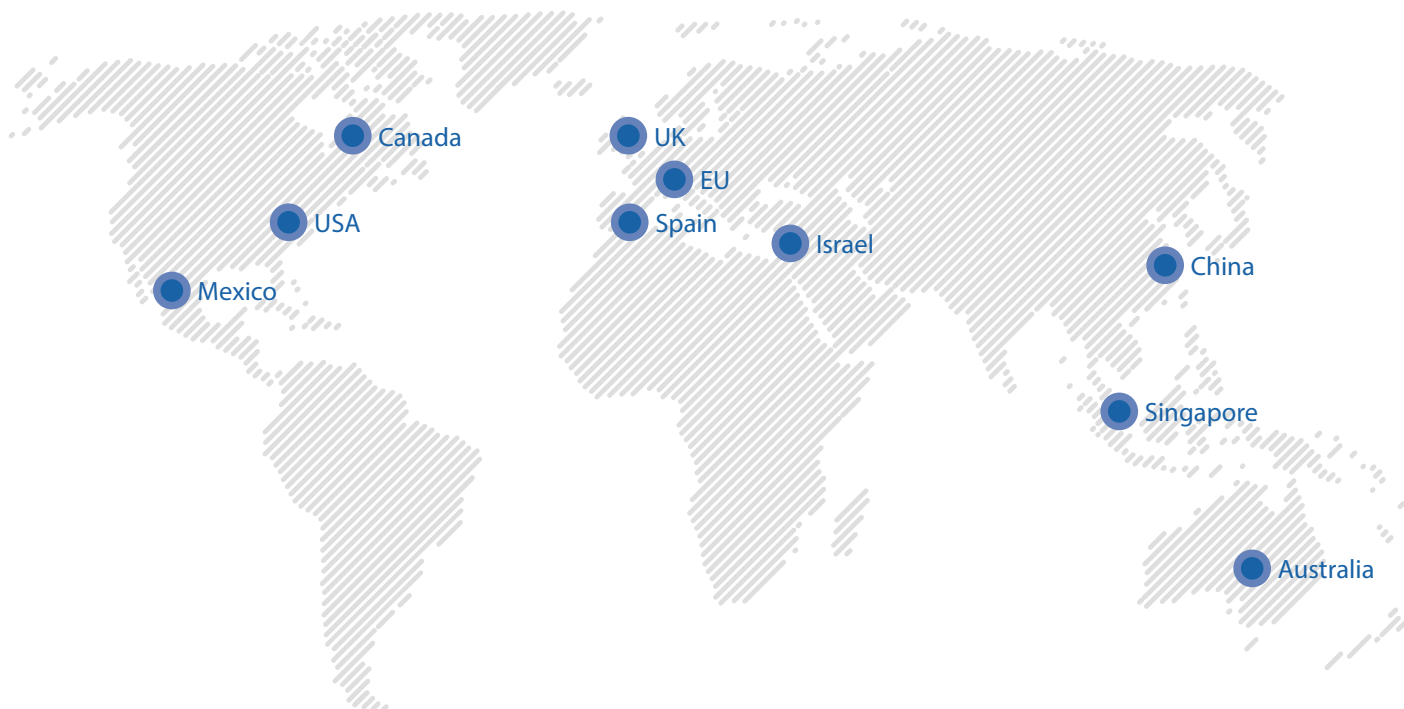 Canada
UK
EU
USA
Spain
Israel
China
Mexico
Singapore
Australia